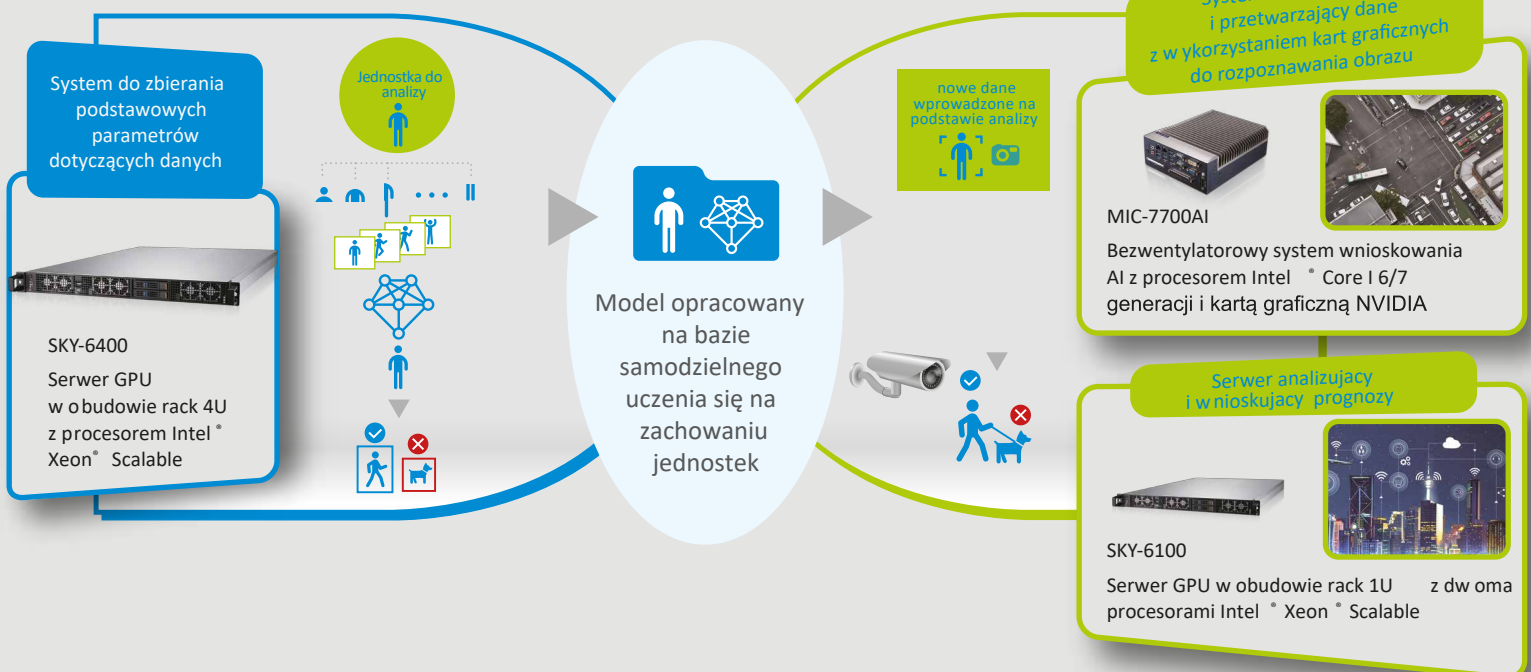 System do zbierania
podstawowych
parametrów
dotyczących danych
SKY-6400
Serwer GPU
w obudowie rack 4U
z procesorem Intel®
Xeon® Scalable
Jednostka do
analizy
Model opracowany
na bazie
samodzielnego
uczenia się na
zachowaniu
jednostek
nowe dane
wprowadzone na
podstawie analizy
System
i przetwarzający dane
z wykorzystaniem kart graficznych
do rozpoznawania obrazu
MIC-7700AI
Bezwentylatorowy system wnioskowania
AI z procesorem Intel ® Core I 6/7
generacji i kartą graficzną NVIDIA
Serwer analizujacy
i wnioskujacy prognozy
SKY-6100
Serwer GPU w obudowie rack 1U z dwoma
procesorami Intel ® Xeon ® Scalable